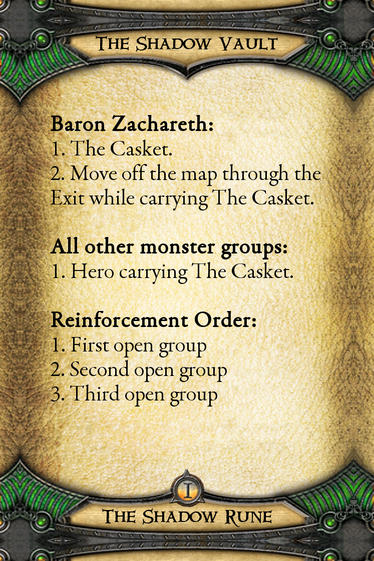 The Shadow Vault
Baron Zachareth:
1. The Casket.
2. Move off the map through the
Exit while carrying The Casket.
All other monster groups:
1. Hero carrying The Casket.
Reinforcement Order:
1. First open group
2. Second open group
3. Third open group
I
The Shadow Rune